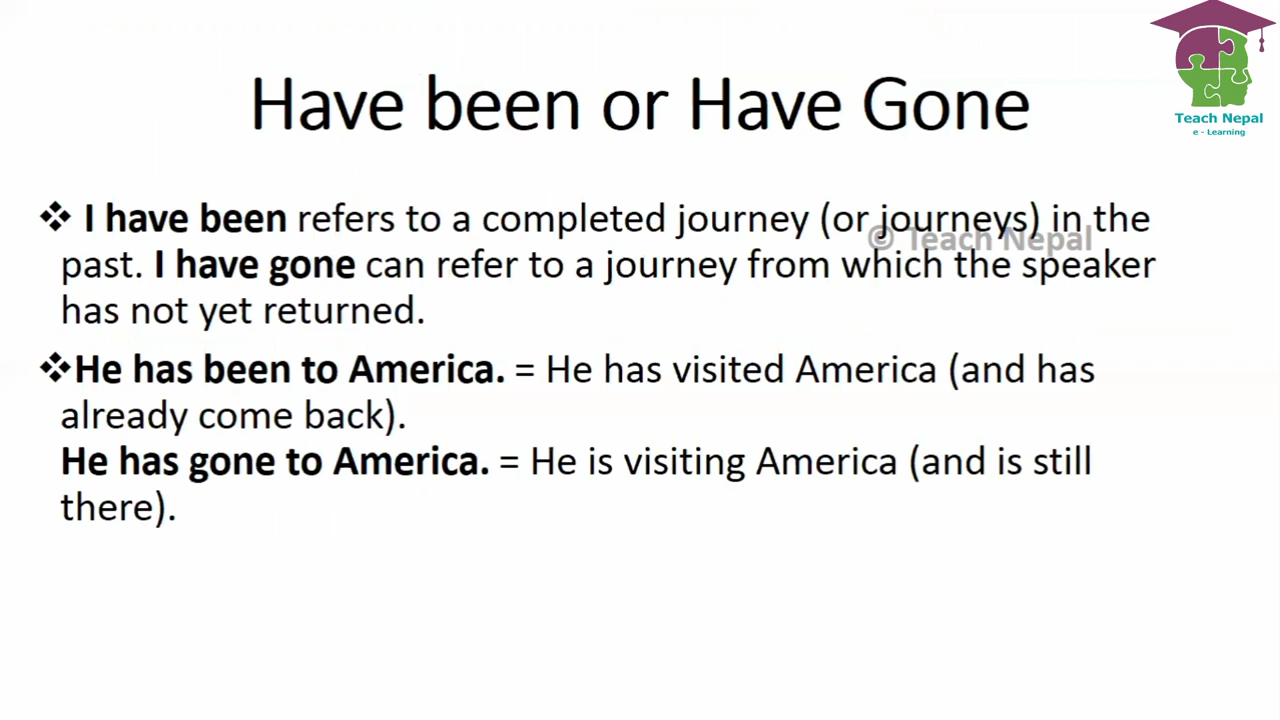 Teach Nepal
e - Learning
Have been or Have Gone
❖ I have been refers to a completed journey (or journeys) in the
© Teach Nepal
past. I have gone can refer to a journey from which the speaker
has not yet returned.
❖He has been to America. = He has visited America (and has
already come back).
He has gone to America. = He is visiting America (and is still
there).